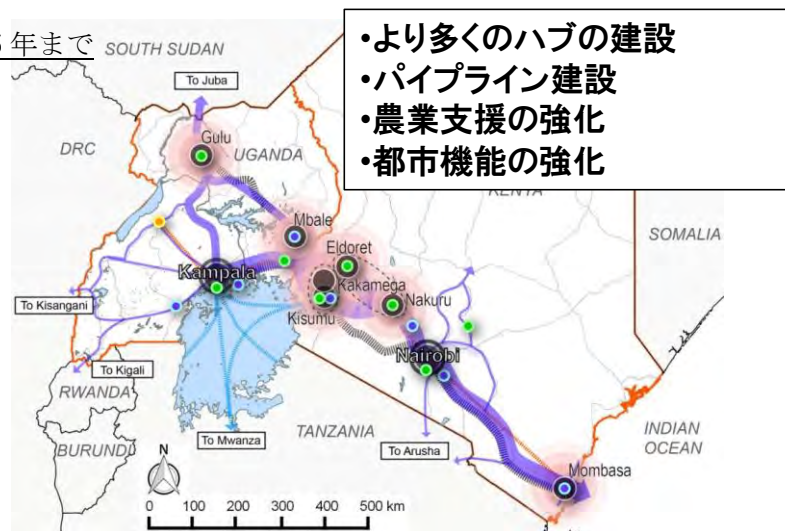 年まで
•より多くのハブの建設
•パイプライン建設
•農業支援の強化
•都市機能の強化
SOUTH SUDAN
To Juba
DRC
Gulu
UGANDA
KENYA
Mbale
SOMALIA
Eldoret
Kampala
Kakamega
To Kisangani
Nakuru
Kisumu
Nairobi
To Kigali
RWANDA
INDIAN
OCEAN
TANZANIA
To Mwanza
To Arusha
BURUNDI
N
Mombasa
0 100 200 300 400 500 km